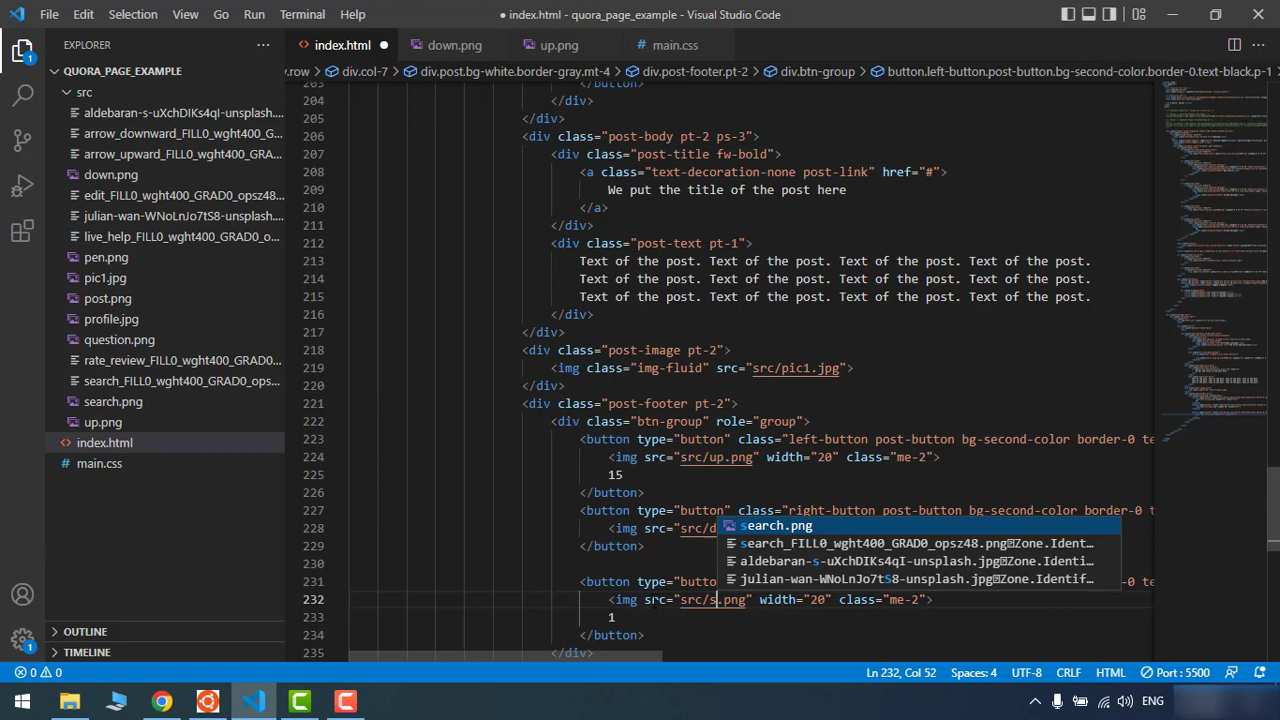 File Edit Selection View Go Run Terminal Help
● index.html - quora_page_example - Visual Studio Code
EXPLORER
index.html
down.png
up.png
main.css
QUORA_PAGE_EXAMPLE
src
aldebaran-s-uXchDIKs4qI-unsplash....
arrow_downward_FILL0_wght400_G...
arrow_upward_FILL0_wght400_GRA...
down.png
edit_FILL0_wght400_GRAD0_opsz48....
julian-wan-WNoLnJo7tS8-unsplash....
live_help_FILL0_wght400_GRAD0_o...
pen.png
pic1.jpg
post.png
profile.jpg
question.png
rate_review_FILL0_wght400_GRAD0...
search_FILL0_wght400_GRAD0_ops...
search.png
up.png
index.html
main.css
OUTLINE
TIMELINE
v.row > div.col-7 > div.post.bg-white.border-gray.mt-4 > div.post-footer.pt-2 > div.btn-group > button.left-button.post-button.bg-second-color.border-0.text-black.p-1
203 </button>
204 </div>
205 </div>
206 <div class="post-body pt-2 ps-3">
207 <div class="post-title fw-bold">
208 <a class="text-decoration-none post-link" href="#">
209 We put the title of the post here
210 </a>
211 </div>
212 <div class="post-text pt-1">
213 Text of the post. Text of the post. Text of the post. Text of the post.
214 Text of the post. Text of the post. Text of the post. Text of the post.
215 Text of the post. Text of the post. Text of the post. Text of the post.
216 </div>
217 </div>
218 <div class="post-image pt-2">
219 <img class="img-fluid" src="src/pic1.jpg">
220 </div>
221 <div class="post-footer pt-2">
222 <div class="btn-group" role="group">
223 <button type="button" class="left-button post-button bg-second-color border-0 te
224 <img src="src/up.png" width="20" class="me-2">
225 15
226 </button>
227 <button type="button" class="right-button post-button bg-second-color border-0 t
228 <img src="src/d
229 </button>
230
231 <button type="butto
232 <img src="src/s.png" width="20" class="me-2">
233 1
234 </button>
235 </div>
search.png
search_FILL0_wght400_GRAD0_opsz48.png Zone.Ident...
aldebaran-s-uXchDIKs4qI-unsplash.jpg Zone.Identi...
julian-wan-WNoLnJo7tS8-unsplash.jpg Zone.Identif...
0 0
Ln 232, Col 52 Spaces: 4 UTF-8 CRLF HTML Port : 5500
ENG